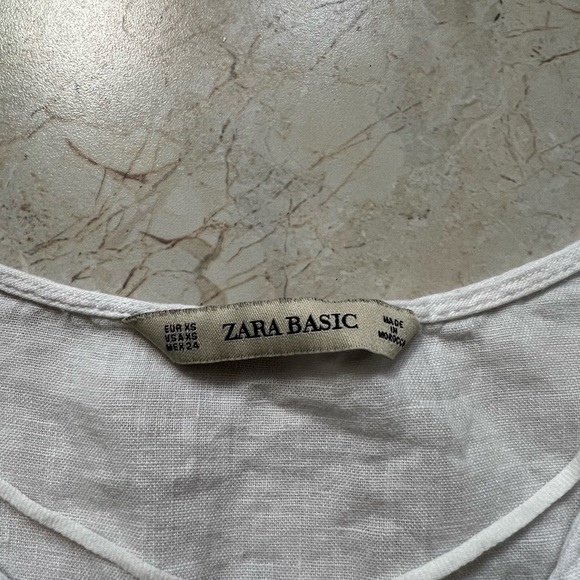 EUR XS
USA XS
MEX 24
ZARA BASIC
MADE
IN
MOROCCO